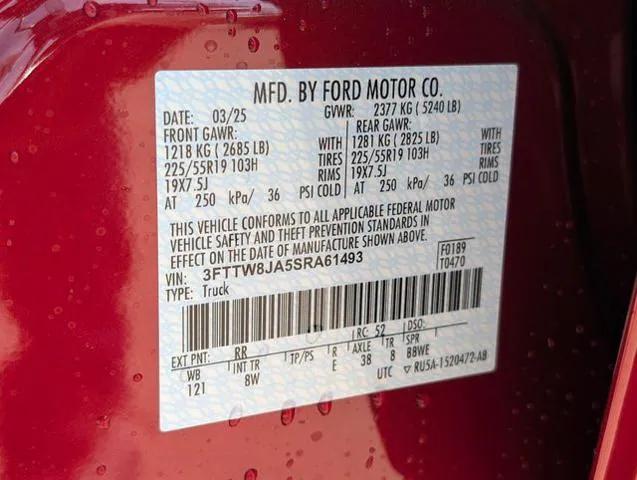 MFD. BY FORD MOTOR CO.
DATE: 03/25 GVWR: 2377 KG ( 5240 LB)
FRONT GAWR: REAR GAWR:
1218 KG ( 2685 LB) WITH 1281 KG ( 2825 LB) WITH
225/55R19 103H TIRES 225/55R19 103H TIRES
19X7.5J RIMS 19X7.5J RIMS
AT 250 kPa/ 36 PSI COLD AT 250 kPa/ 36 PSI COLD
THIS VEHICLE CONFORMS TO ALL APPLICABLE FEDERAL MOTOR
VEHICLE SAFETY AND THEFT PREVENTION STANDARDS IN
EFFECT ON THE DATE OF MANUFACTURE SHOWN ABOVE.
VIN: 3FTTW8JA5SRA61493 F0189
TYPE: Truck T0470
EXT PNT: RR RC: 52 DSO:
WB INT TR TP/PS R AXLE TR SPR
121 8W E 38 8 BBWE
UTC ▽ RU5A-1520472-AB